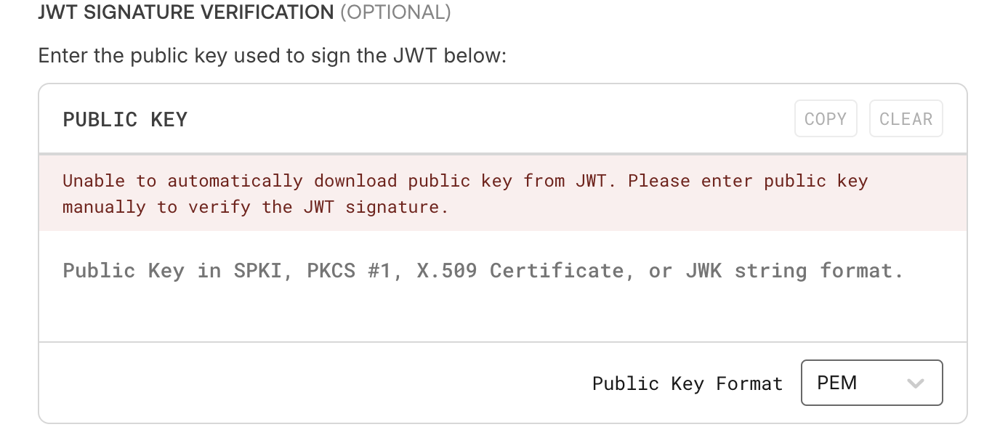 JWT SIGNATURE VERIFICATION (OPTIONAL)
Enter the public key used to sign the JWT below:
PUBLIC KEY
COPY
CLEAR
Unable to automatically download public key from JWT. Please enter public key
manually to verify the JWT signature.
Public Key in SPKI, PKCS #1, X.509 Certificate, or JWK string format.
Public Key Format
PEM